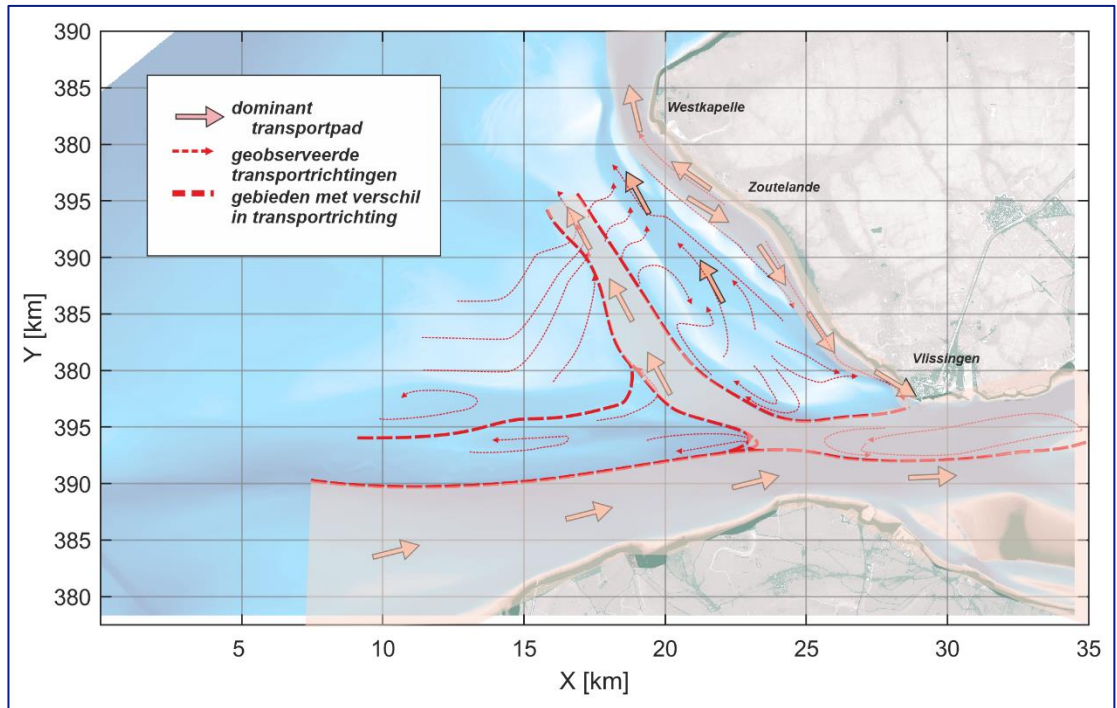 390
385
380
395
390
385
380
395
390
385
380
Y [km]
dominant
transportpad
geobserveerde
transportrichtingen
gebieden met verschil
in transportrichting
Westkapelle
Zoutelande
Vlissingen
5
10
15
20
25
30
35
X [km]